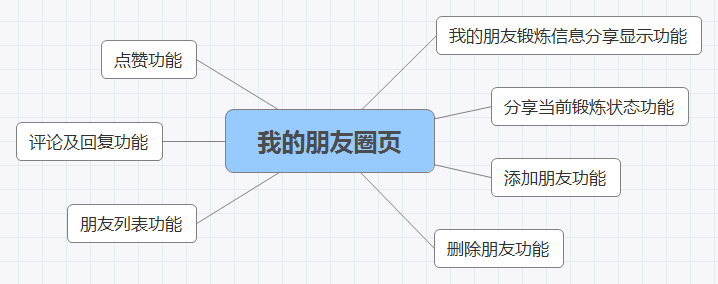 我的朋友锻炼信息分享显示功能
点赞功能
分享当前锻炼状态功能
评论及回复功能
我的朋友圈页
添加朋友功能
朋友列表功能
删除朋友功能